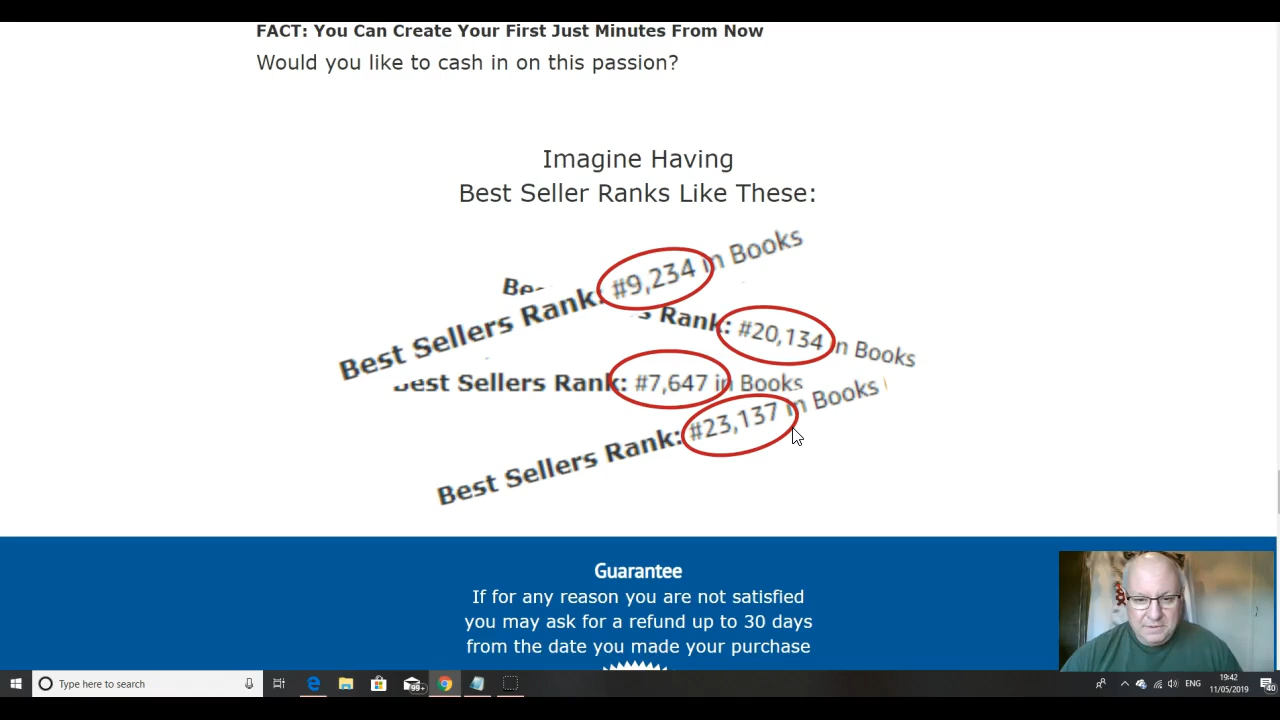 FACT: You Can Create Your First Just Minutes From Now
Would you like to cash in on this passion?
Imagine Having
Best Seller Ranks Like These:
Best Sellers Rank: #9,234 in Books
Rank: #20,134 in Books
Best Sellers Rank: #7,647 in Books
Best Sellers Rank: #23,137 in Books
Guarantee
If for any reason you are not satisfied
you may ask for a refund up to 30 days
from the date you made your purchase
Type here to search
99+
ENG
19:42
11/05/2019
40